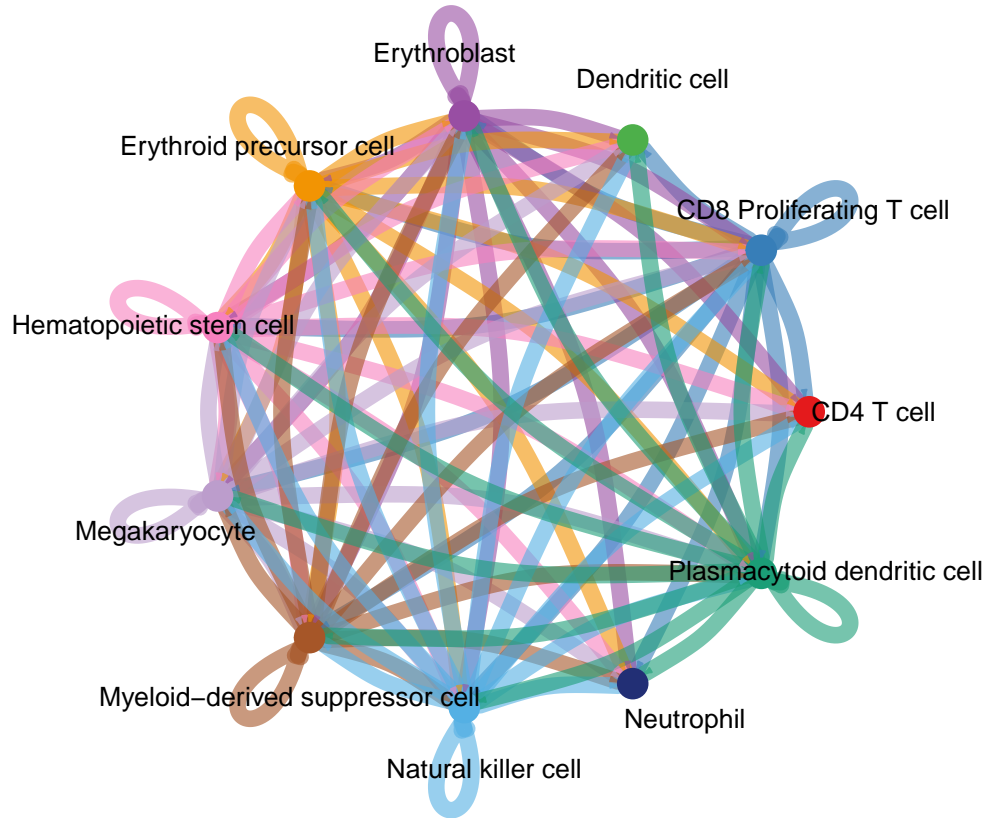 Erythroblast
Dendritic cell
Erythroid precursor cell
CD8 Proliferating T cell
Hematopoietic stem cell
CD4 T cell
Megakaryocyte
Plasmacytoid dendritic cell
Myeloid−derived suppressor cell
Neutrophil
Natural killer cell